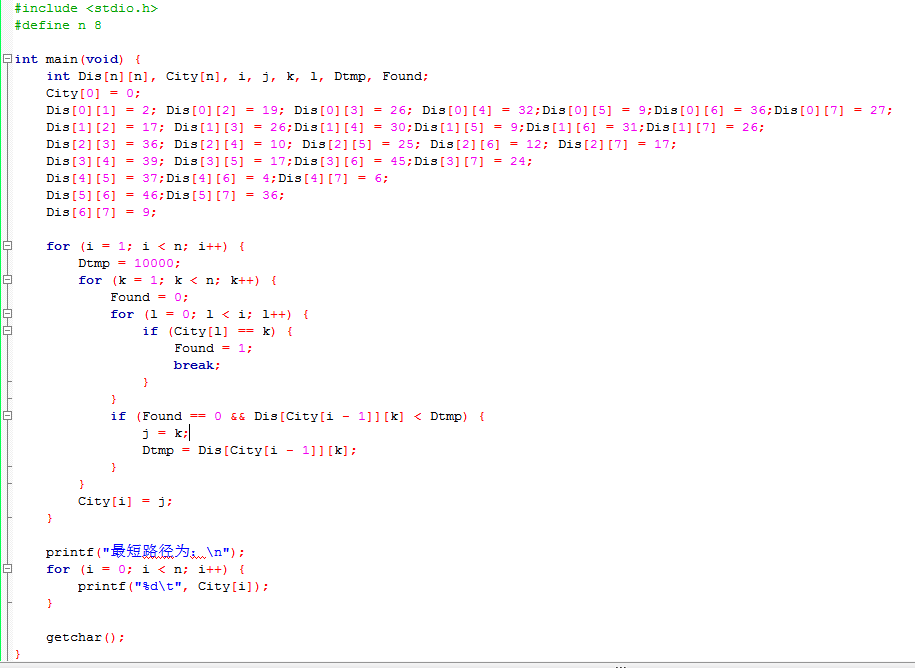 #include <stdio.h>
#define n 8
int main(void) {
int Dis[n][n], City[n], i, j, k, l, Dtmp, Found;
City[0] = 0;
Dis[0][1] = 2; Dis[0][2] = 19; Dis[0][3] = 26; Dis[0][4] = 32;Dis[0][5] = 9;Dis[0][6] = 36;Dis[0][7] = 27;
Dis[1][2] = 17; Dis[1][3] = 26;Dis[1][4] = 30;Dis[1][5] = 9;Dis[1][6] = 31;Dis[1][7] = 26;
Dis[2][3] = 36; Dis[2][4] = 10; Dis[2][5] = 25; Dis[2][6] = 12; Dis[2][7] = 17;
Dis[3][4] = 39; Dis[3][5] = 17;Dis[3][6] = 45;Dis[3][7] = 24;
Dis[4][5] = 37;Dis[4][6] = 4;Dis[4][7] = 6;
Dis[5][6] = 46;Dis[5][7] = 36;
Dis[6][7] = 9;
for (i = 1; i < n; i++) {
Dtmp = 10000;
for (k = 1; k < n; k++) {
Found = 0;
for (l = 0; l < i; l++) {
if (City[l] == k) {
Found = 1;
break;
}
}
if (Found == 0 && Dis[City[i - 1]][k] < Dtmp) {
j = k;
Dtmp = Dis[City[i - 1]][k];
}
}
City[i] = j;
}
printf("最短路径为：\n");
for (i = 0; i < n; i++) {
printf("%d\t", City[i]);
}
getchar();
}